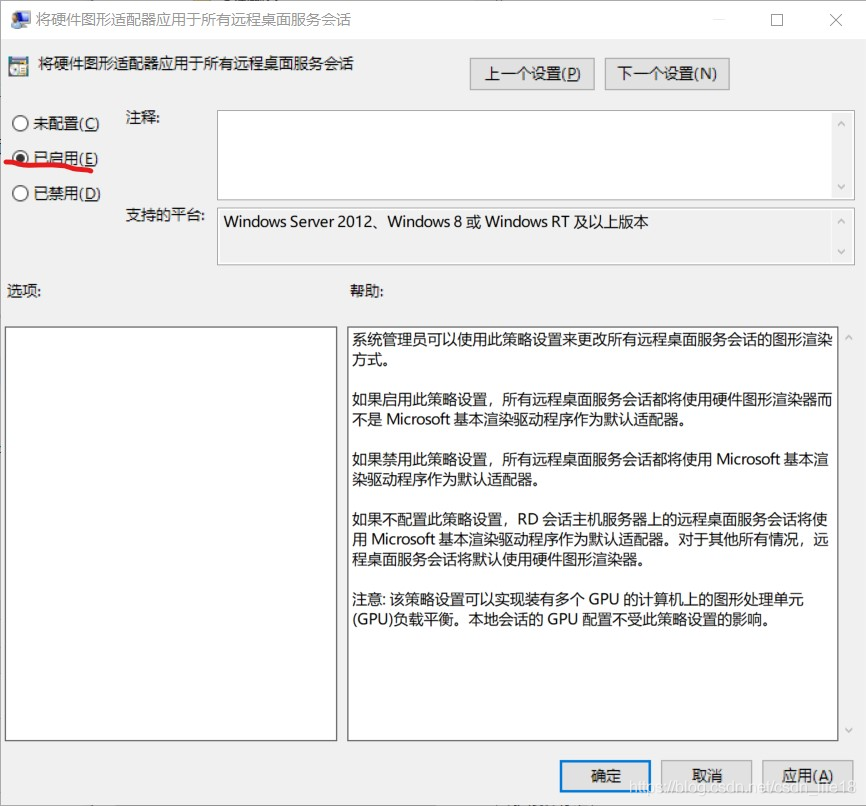 将硬件图形适配器应用于所有远程桌面服务会话
将硬件图形适配器应用于所有远程桌面服务会话
上一个设置(P)
下一个设置(N)
未配置(C)
注释:
已启用(E)
已禁用(D)
支持的平台:
Windows Server 2012、Windows 8 或 Windows RT 及以上版本
选项:
帮助:
系统管理员可以使用此策略设置来更改所有远程桌面服务会话的图形渲染
方式。
如果启用此策略设置，所有远程桌面服务会话都将使用硬件图形渲染器而
不是 Microsoft 基本渲染驱动程序作为默认适配器。
如果禁用此策略设置，所有远程桌面服务会话都将使用 Microsoft 基本渲
染驱动程序作为默认适配器。
如果不配置此策略设置，RD 会话主机服务器上的远程桌面服务会话将使
用 Microsoft 基本渲染驱动程序作为默认适配器。对于其他所有情况，远
程桌面服务会话将默认使用硬件图形渲染器。
注意: 该策略设置可以实现装有多个 GPU 的计算机上的图形处理单元
(GPU)负载平衡。本地会话的 GPU 配置不受此策略设置的影响。
确定
取消
应用(A)
https://blog.csdn.net/csdn_life18